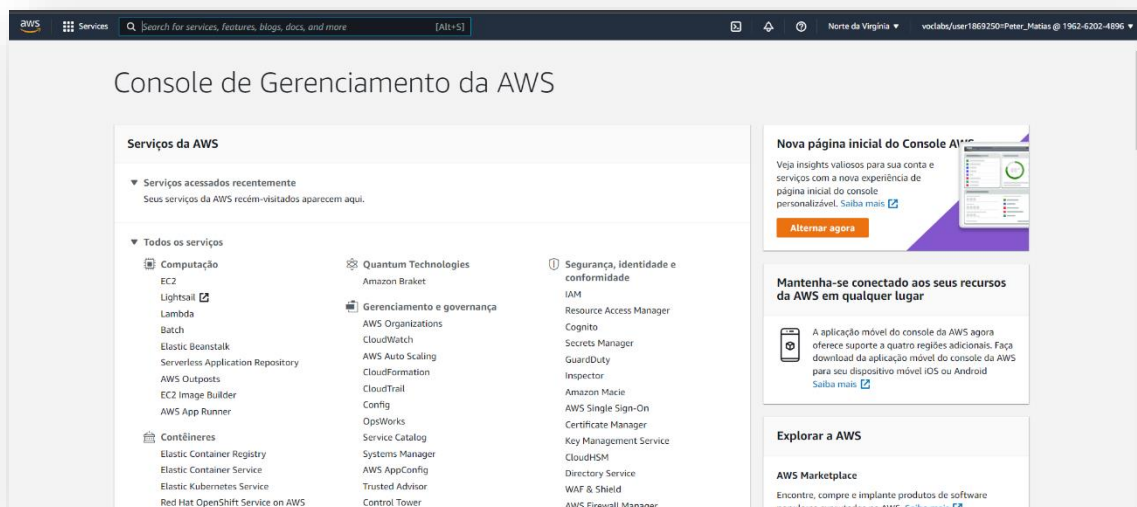 aws
Services
Search for services, features, blogs, docs, and more [Alt+S]
Norte da Virgínia ▼
voclabs/user1869250=Peter_Matias @ 1962-6202-4896 ▼
Console de Gerenciamento da AWS
Serviços da AWS
▼ Serviços acessados recentemente
Seus serviços da AWS recém-visitados aparecem aqui.
▼ Todos os serviços
Computação
EC2
Lightsail
Lambda
Batch
Elastic Beanstalk
Serverless Application Repository
AWS Outposts
EC2 Image Builder
AWS App Runner
Contêineres
Elastic Container Registry
Elastic Container Service
Elastic Kubernetes Service
Red Hat OpenShift Service on AWS
Quantum Technologies
Amazon Braket
Gerenciamento e governança
AWS Organizations
CloudWatch
AWS Auto Scaling
CloudFormation
CloudTrail
Config
OpsWorks
Service Catalog
Systems Manager
AWS AppConfig
Trusted Advisor
Control Tower
Segurança, identidade e
conformidade
IAM
Resource Access Manager
Cognito
Secrets Manager
GuardDuty
Inspector
Amazon Macie
AWS Single Sign-On
Certificate Manager
Key Management Service
CloudHSM
Directory Service
WAF & Shield
AWS Firewall Manager
Nova página inicial do Console
Veja insights valiosos para sua conta e
serviços com a nova experiência de
página inicial do console
personalizável. Saiba mais
Alternar agora
Mantenha-se conectado aos seus recursos
da AWS em qualquer lugar
A aplicação móvel do console da AWS agora
oferece suporte a quatro regiões adicionais. Faça
download da aplicação móvel do console da AWS
para seu dispositivo móvel iOS ou Android
Saiba mais
Explorar a AWS
AWS Marketplace
Encontre, compre e implante produtos de software